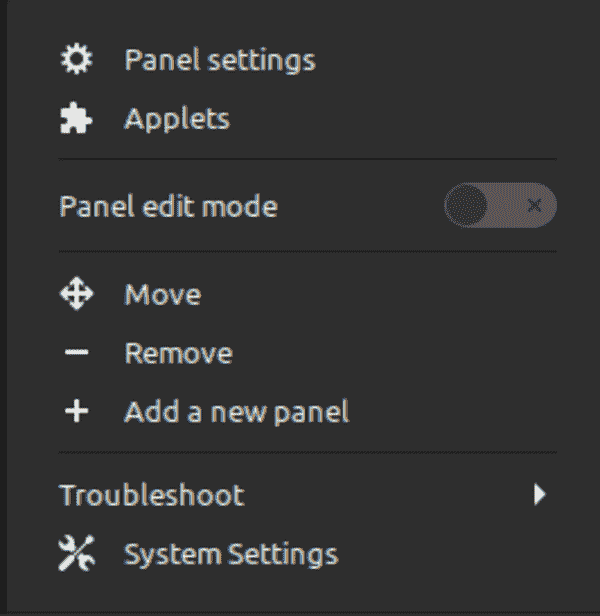 Panel settings
Applets
Panel edit mode
Move
Remove
Add a new panel
Troubleshoot
System Settings